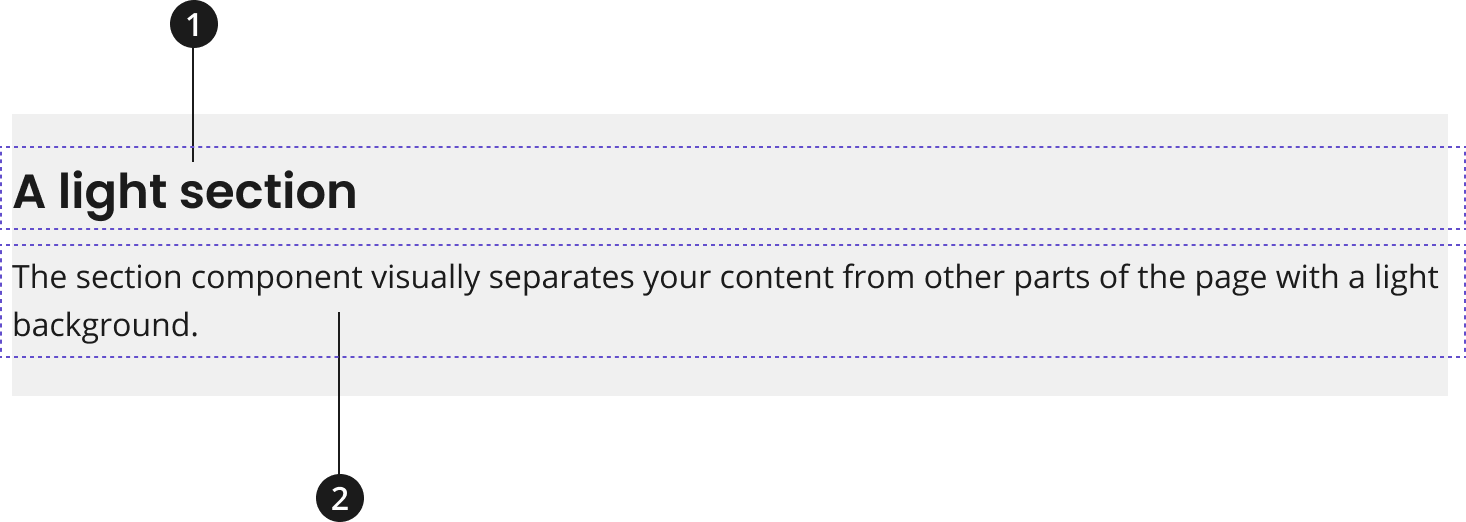 1
A light section
The section component visually separates your content from other parts of the page with a light
background.
2